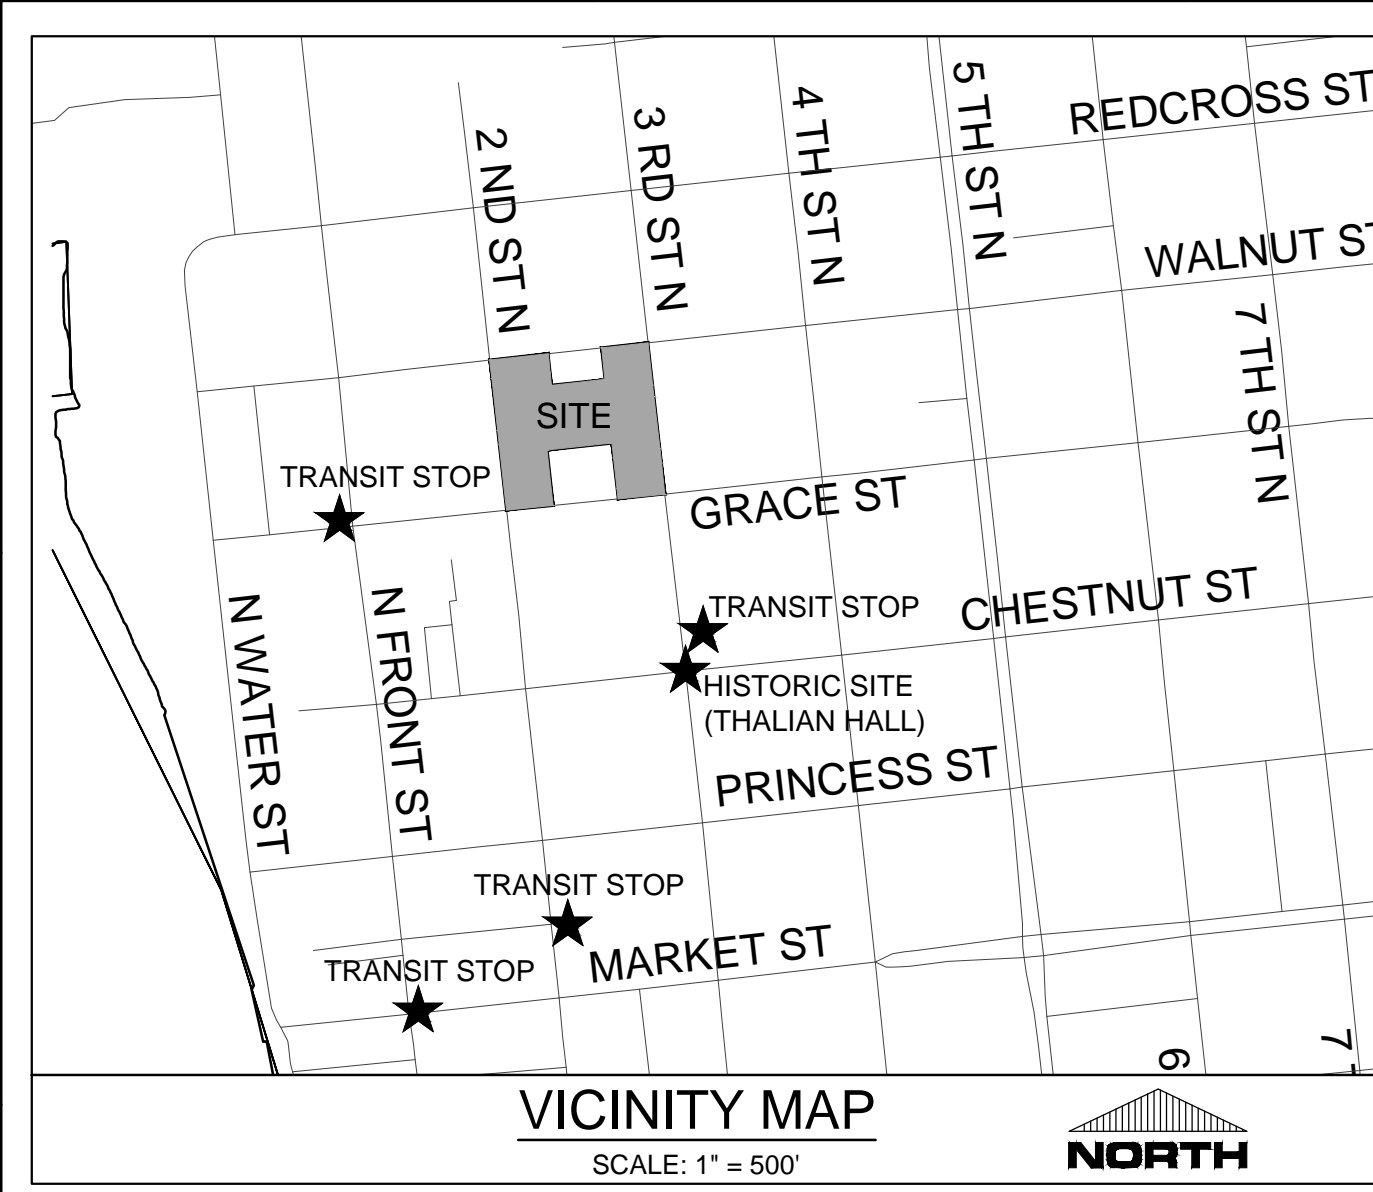 5 TH ST N
REDCROSS ST
4 TH ST N
3 RD ST N
2 ND ST N
WALNUT ST
7 TH ST N
SITE
TRANSIT STOP
GRACE ST
N WATER ST
N FRONT ST
TRANSIT STOP
CHESTNUT ST
HISTORIC SITE
(THALIAN HALL)
PRINCESS ST
TRANSIT STOP
MARKET ST
TRANSIT STOP
6
7
VICINITY MAP
SCALE: 1" = 500'
NORTH